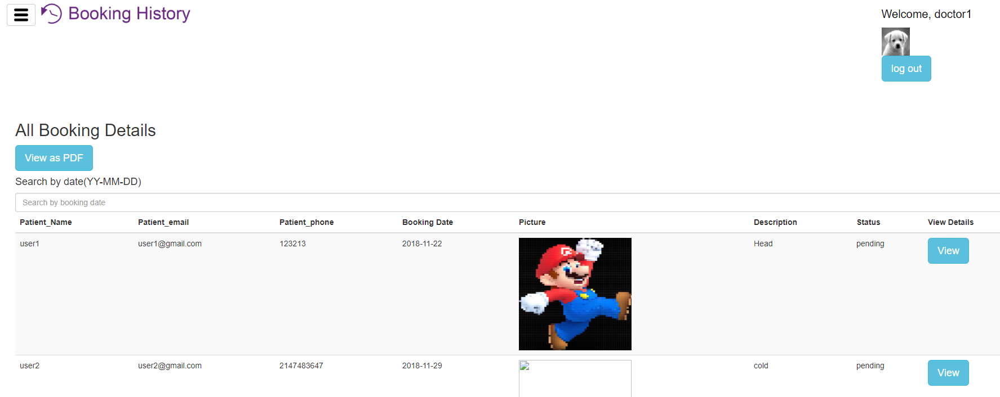 Booking History
Welcome, doctor1
log out
All Booking Details
View as PDF
Search by date(YY-MM-DD)
Search by booking date
Patient_Name Patient_email Patient_phone Booking Date Picture Description Status View Details
user1 user1@gmail.com 123213 2018-11-22 Head pending View
user2 user2@gmail.com 2147483647 2018-11-29 cold pending View